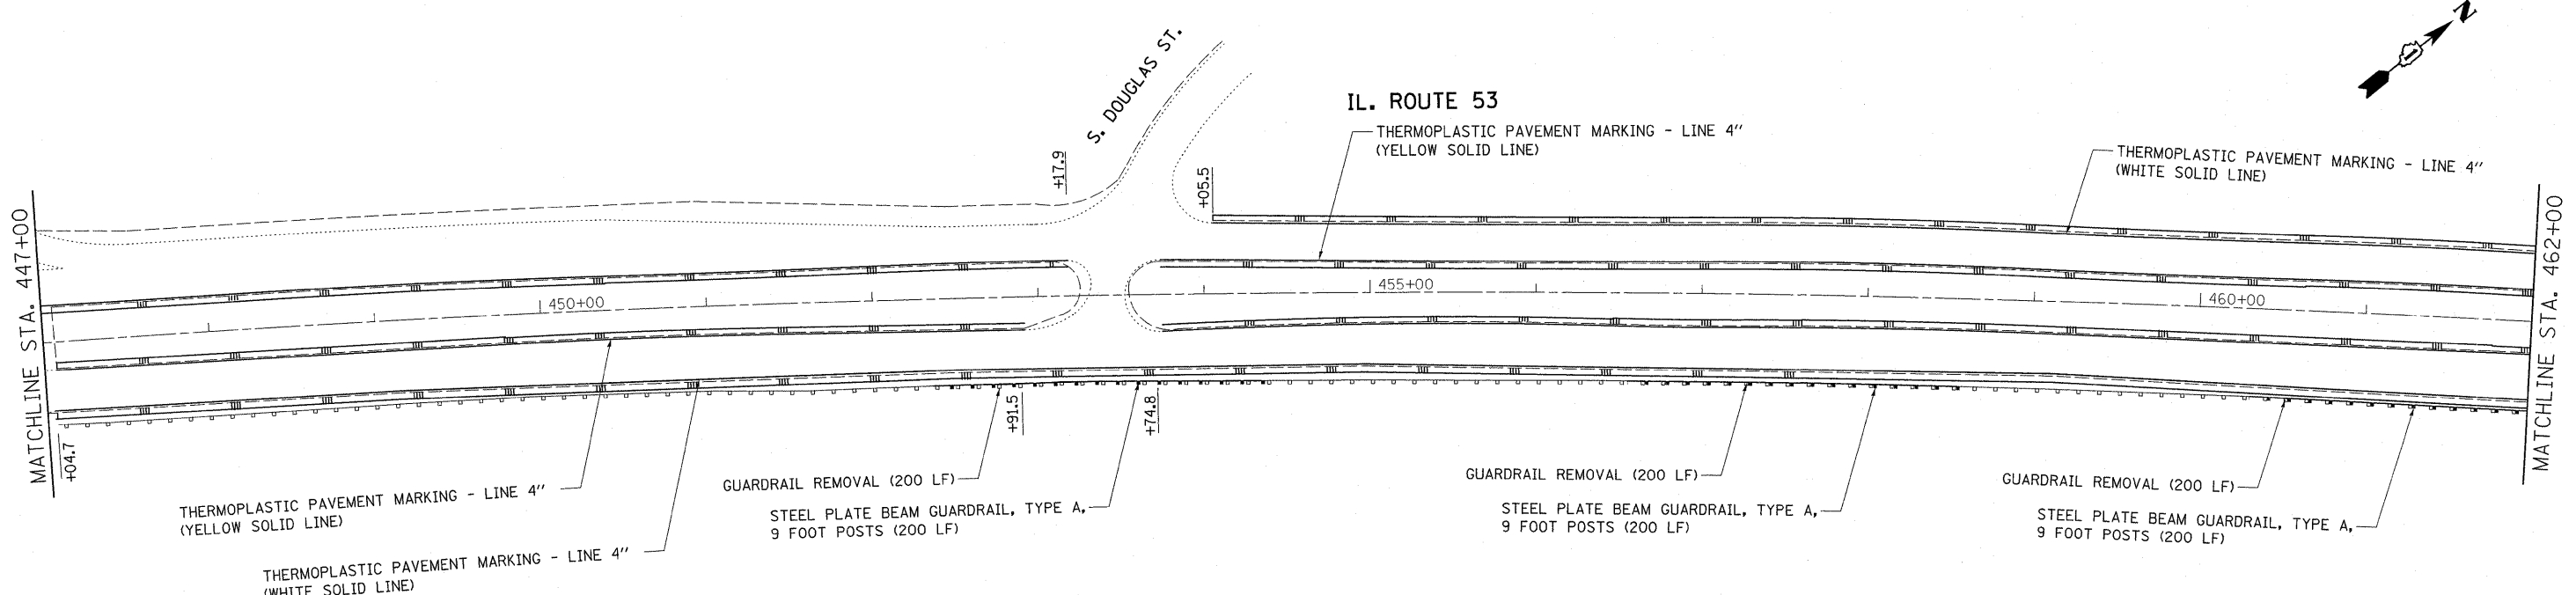 N
S. DOUGLAS ST.
IL. ROUTE 53
THERMOPLASTIC PAVEMENT MARKING - LINE 4"
(YELLOW SOLID LINE)
THERMOPLASTIC PAVEMENT MARKING - LINE 4"
(WHITE SOLID LINE)
+17.9
+05.5
MATCHLINE STA. 447+00
MATCHLINE STA. 462+00
450+00
455+00
460+00
+04.7
+91.5
+74.8
THERMOPLASTIC PAVEMENT MARKING - LINE 4"
(YELLOW SOLID LINE)
THERMOPLASTIC PAVEMENT MARKING - LINE 4"
(WHITE SOLID LINE)
GUARDRAIL REMOVAL (200 LF)
STEEL PLATE BEAM GUARDRAIL, TYPE A,
9 FOOT POSTS (200 LF)
GUARDRAIL REMOVAL (200 LF)
STEEL PLATE BEAM GUARDRAIL, TYPE A,
9 FOOT POSTS (200 LF)
GUARDRAIL REMOVAL (200 LF)
STEEL PLATE BEAM GUARDRAIL, TYPE A,
9 FOOT POSTS (200 LF)